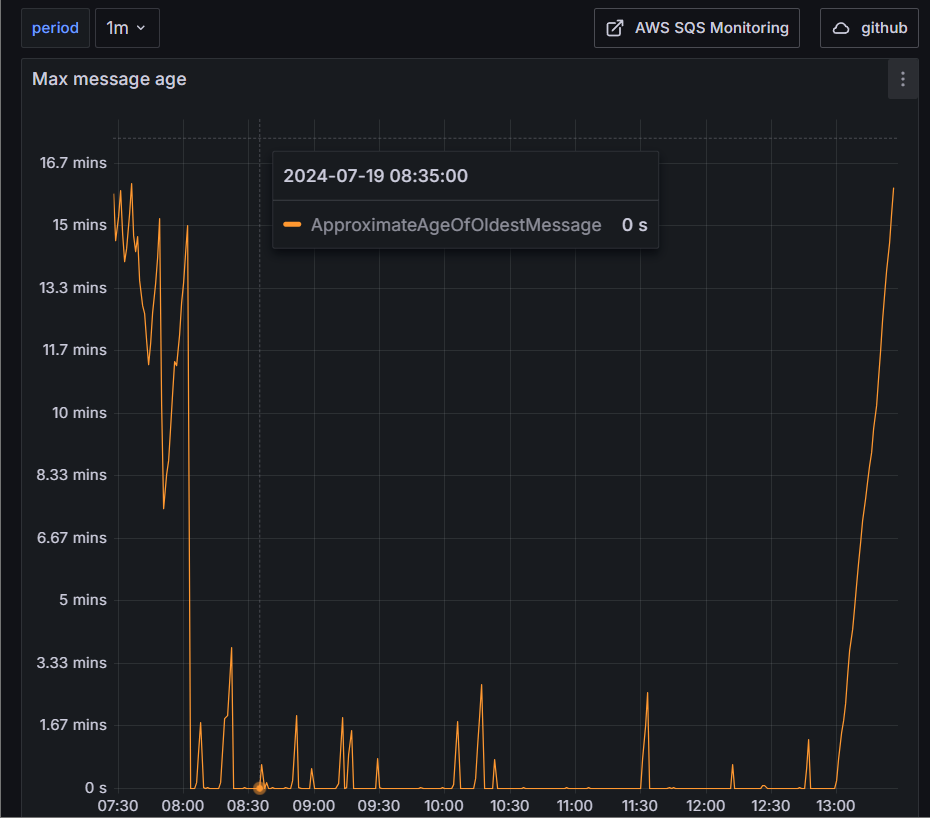 period 1m AWS SQS Monitoring github
Max message age
16.7 mins
2024-07-19 08:35:00
15 mins
ApproximateAgeOfOldestMessage 0 s
13.3 mins
11.7 mins
10 mins
8.33 mins
6.67 mins
5 mins
3.33 mins
1.67 mins
0 s
07:30 08:00 08:30 09:00 09:30 10:00 10:30 11:00 11:30 12:00 12:30 13:00